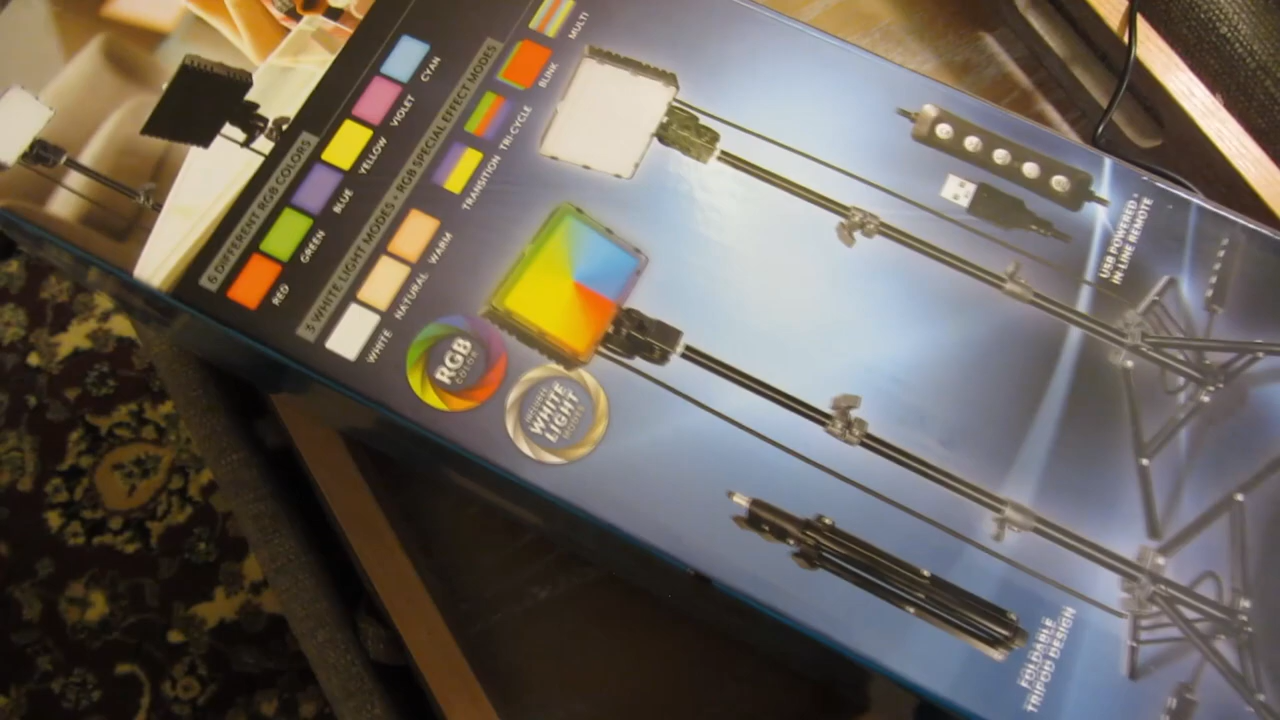 6 DIFFERENT RGB COLORS
RED
GREEN
BLUE
YELLOW
VIOLET
CYAN
3 WHITE LIGHT MODES • RGB SPECIAL EFFECT MODES
WHITE
NATURAL
WARM
TRANSITION
TRI-CYCLE
BLINK
MULTI
RGB
COLOR
INCLUDES
WHITE
LIGHT
MODES
USB POWERED •
IN-LINE REMOTE
FOLDABLE
TRIPOD DESIGN